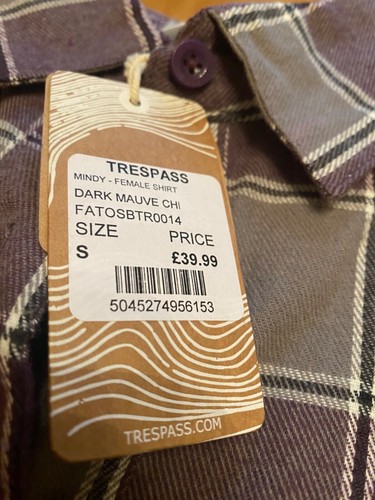 TRESPASS
MINDY - FEMALE SHIRT
DARK MAUVE CHI
FATOSBTR0014
SIZE PRICE
S £39.99
5045274956153
TRESPASS.COM